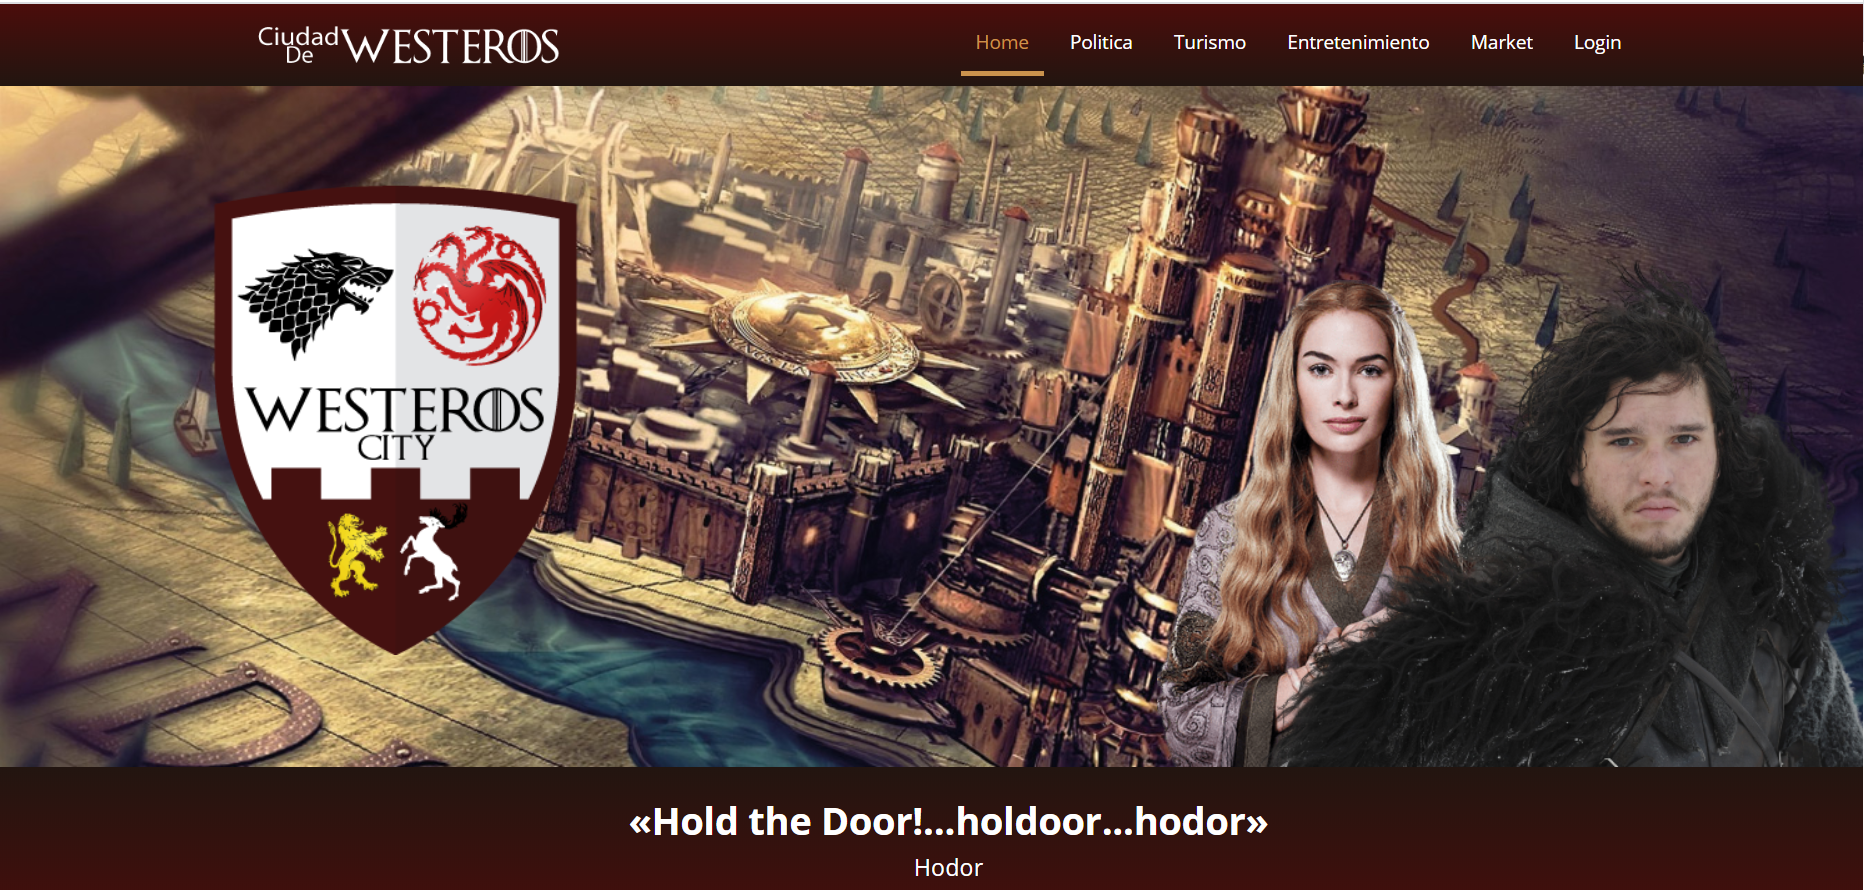 Ciudad
De WESTEROS
Home Politica Turismo Entretenimiento Market Login
WESTEROS
CITY
«Hold the Door!...holdoor...hodor»
Hodor